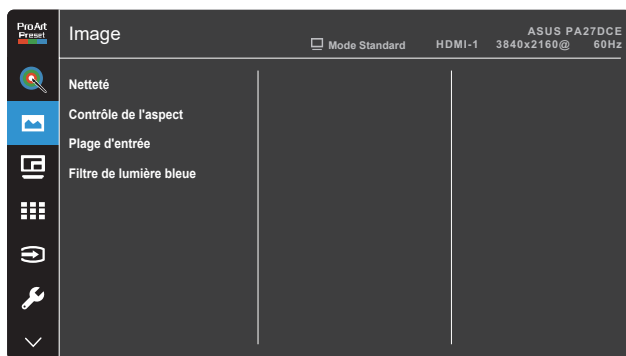 ProArt
Preset
Image
Mode Standard HDMI-1 3840x2160@ 60Hz
ASUS PA27DCE
Netteté
Contrôle de l'aspect
Plage d'entrée
Filtre de lumière bleue